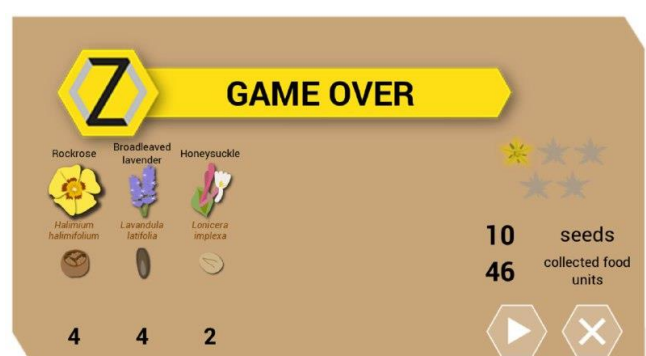 Z
GAME OVER
Rockrose
Broadleaved
lavender
Honeysuckle
Halimium
halimifolium
Lavandula
latifolia
Lonicera
implexa
10 seeds
46 collected food
units
4 4 2